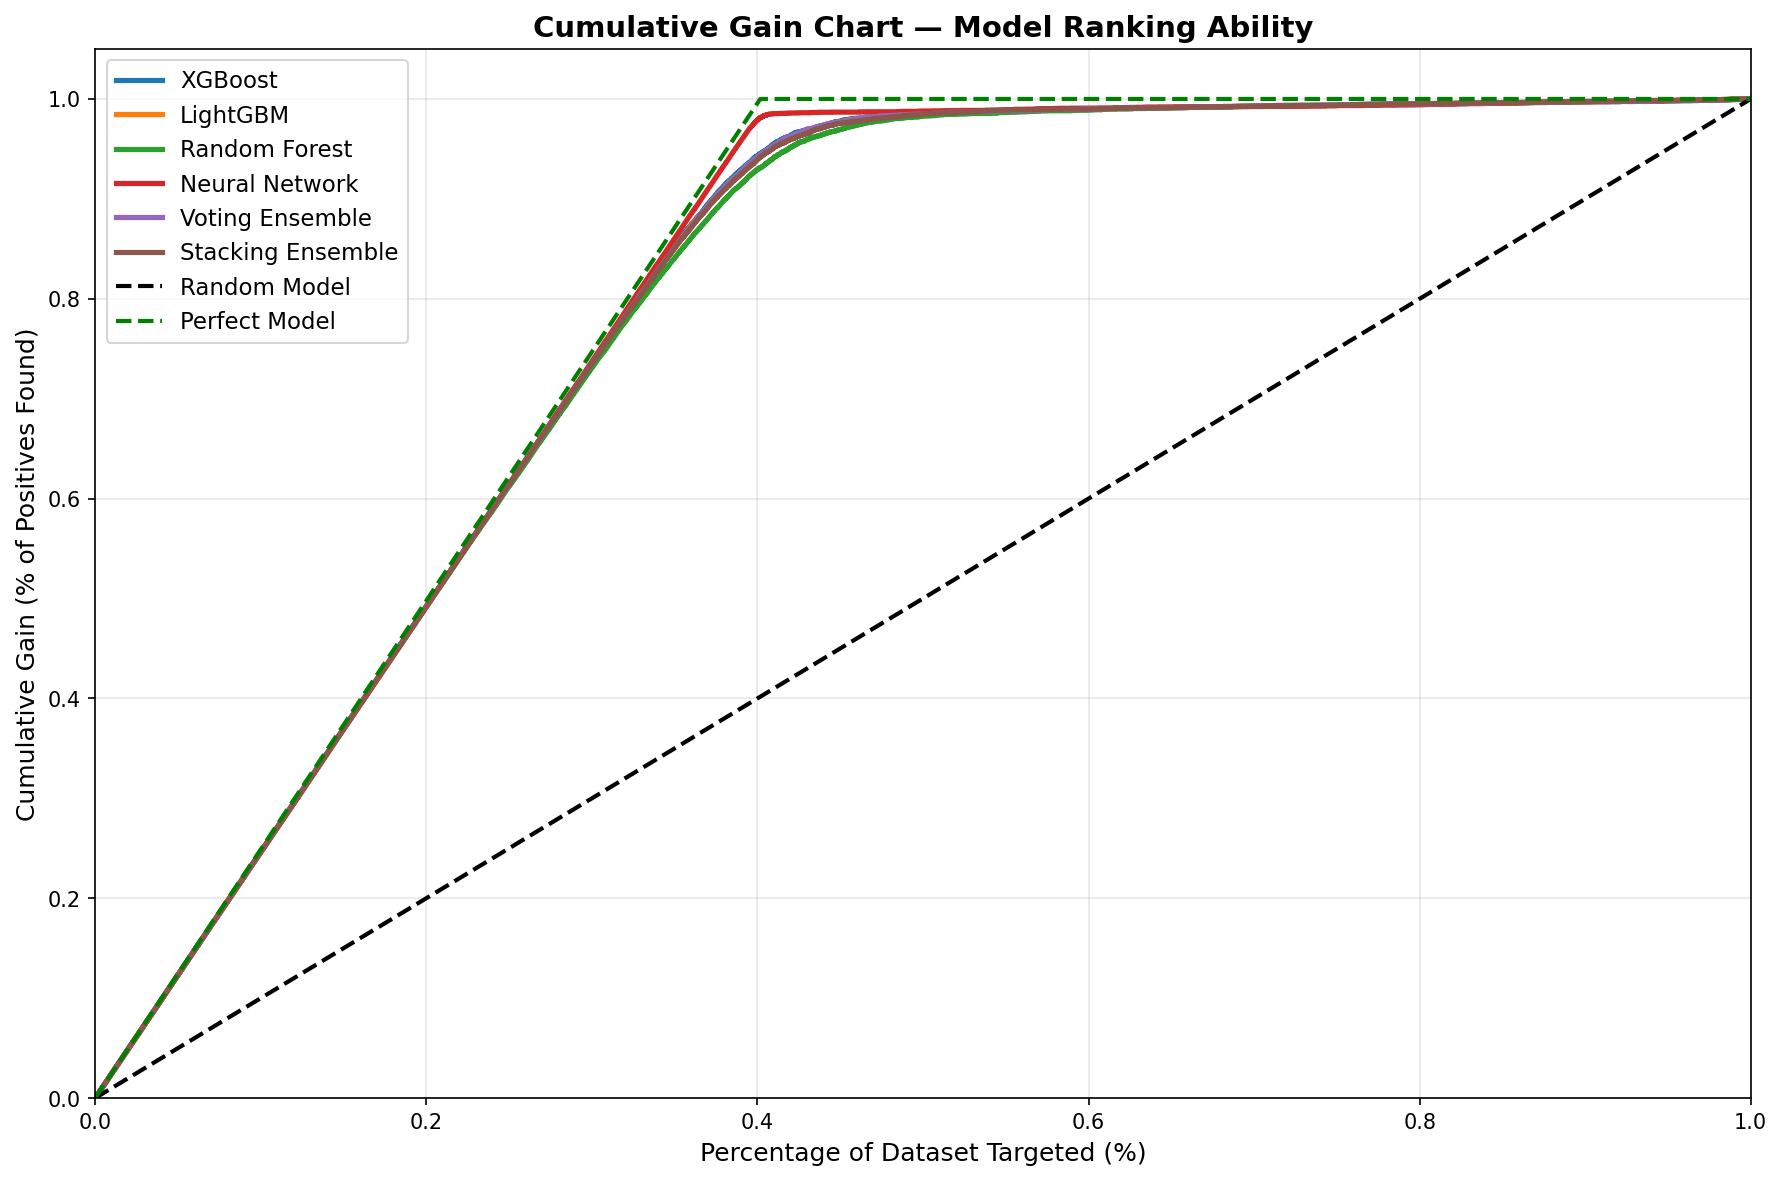 Cumulative Gain Chart — Model Ranking Ability
XGBoost
LightGBM
Random Forest
Neural Network
Voting Ensemble
Stacking Ensemble
Random Model
Perfect Model
Cumulative Gain (% of Positives Found)
1.0
0.8
0.6
0.4
0.2
0.0
0.0 0.2 0.4 0.6 0.8 1.0
Percentage of Dataset Targeted (%)